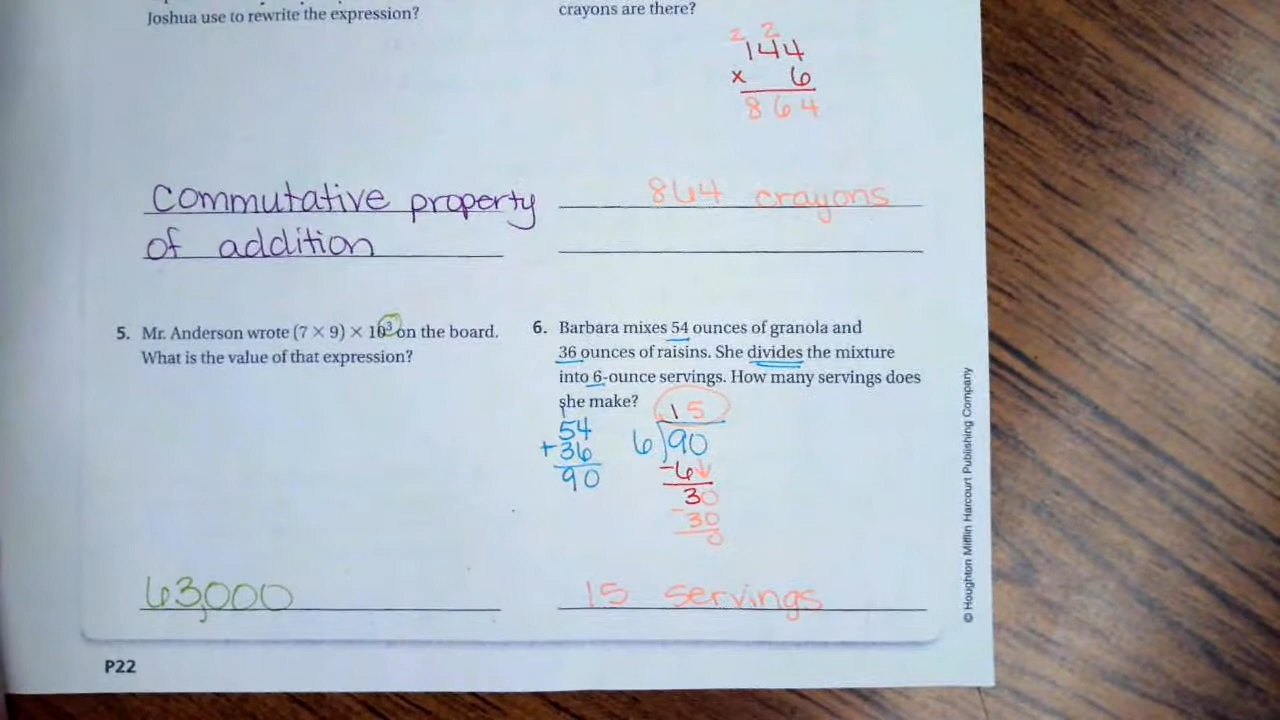 Joshua use to rewrite the expression?
crayons are there?
2 2
144
x 6
864
commutative property
of addition
864 crayons
5. Mr. Anderson wrote (7 × 9) × 10³ on the board.
What is the value of that expression?
63,000
6. Barbara mixes 54 ounces of granola and
36 ounces of raisins. She divides the mixture
into 6-ounce servings. How many servings does
she make?
1
54
+36
90
15
6)90
-6↓
30
-30
0
15 servings
P22
© Houghton Mifflin Harcourt Publishing Company